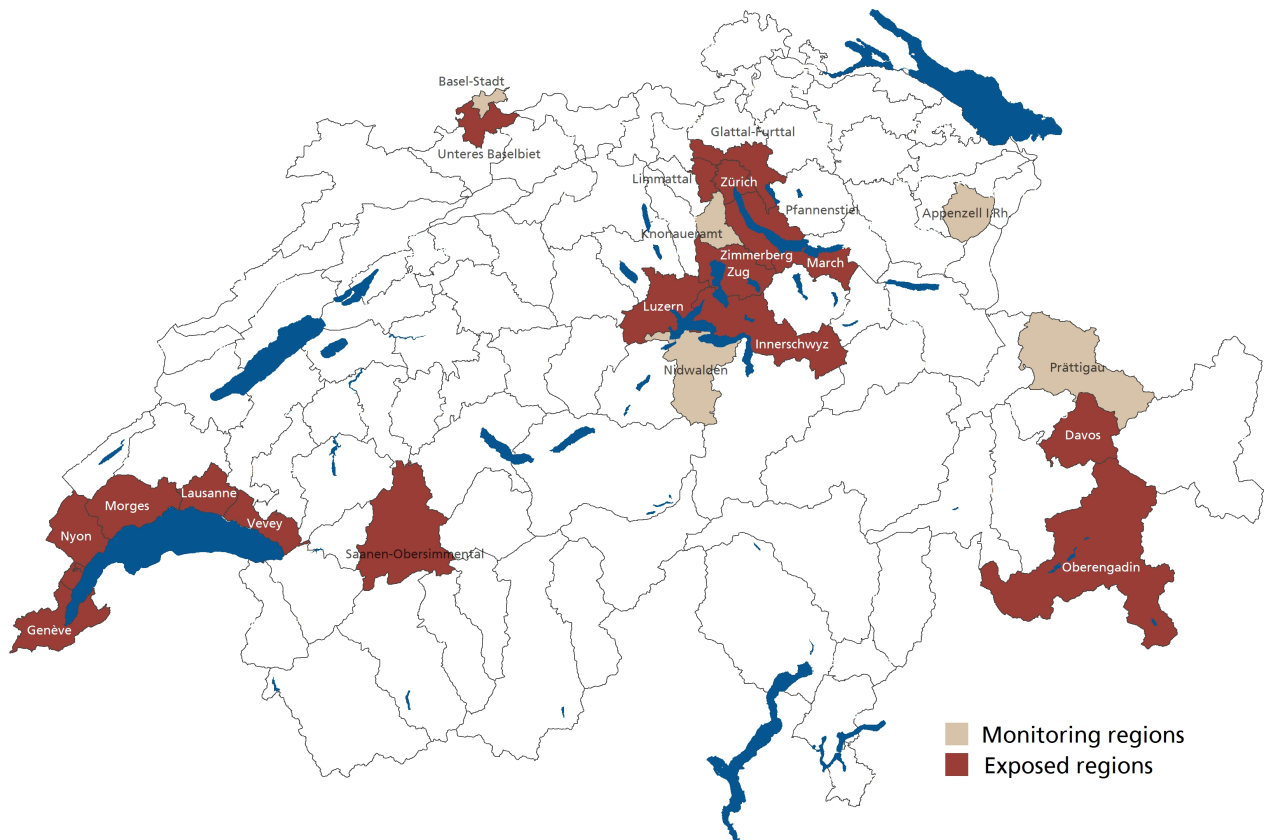 Basel-Stadt
Glattal-Furttal
Unteres Baselbiet
Limmattal
Zürich
Pfannenstiel
Appenzell I.Rh.
Knonaueramt
Zimmerberg
March
Zug
Luzern
Innerschwyz
Nidwalden
Prättigau
Davos
Lausanne
Morges
Vevey
Nyon
Saanen-Obersimmental
Oberengadin
Genève
Monitoring regions
Exposed regions